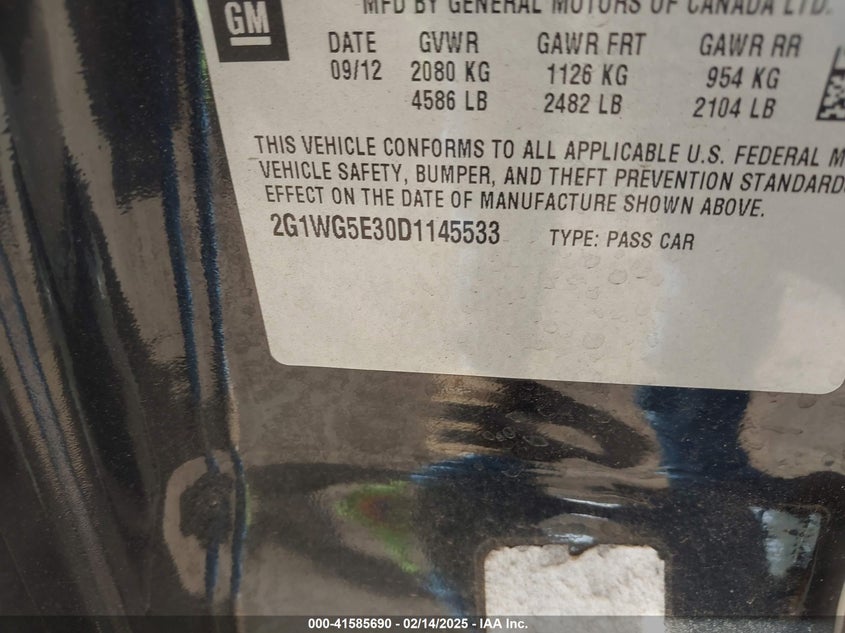 GM
MFD BY GENERAL MOTORS OF CANADA LTD.
DATE GVWR GAWR FRT GAWR RR
09/12 2080 KG 1126 KG 954 KG
4586 LB 2482 LB 2104 LB
THIS VEHICLE CONFORMS TO ALL APPLICABLE U.S. FEDERAL M
VEHICLE SAFETY, BUMPER, AND THEFT PREVENTION STANDARD
EFFECT ON THE DATE OF MANUFACTURE SHOWN ABOVE.
2G1WG5E30D1145533 TYPE: PASS CAR
000-41585690 - 02/14/2025 - IAA Inc.